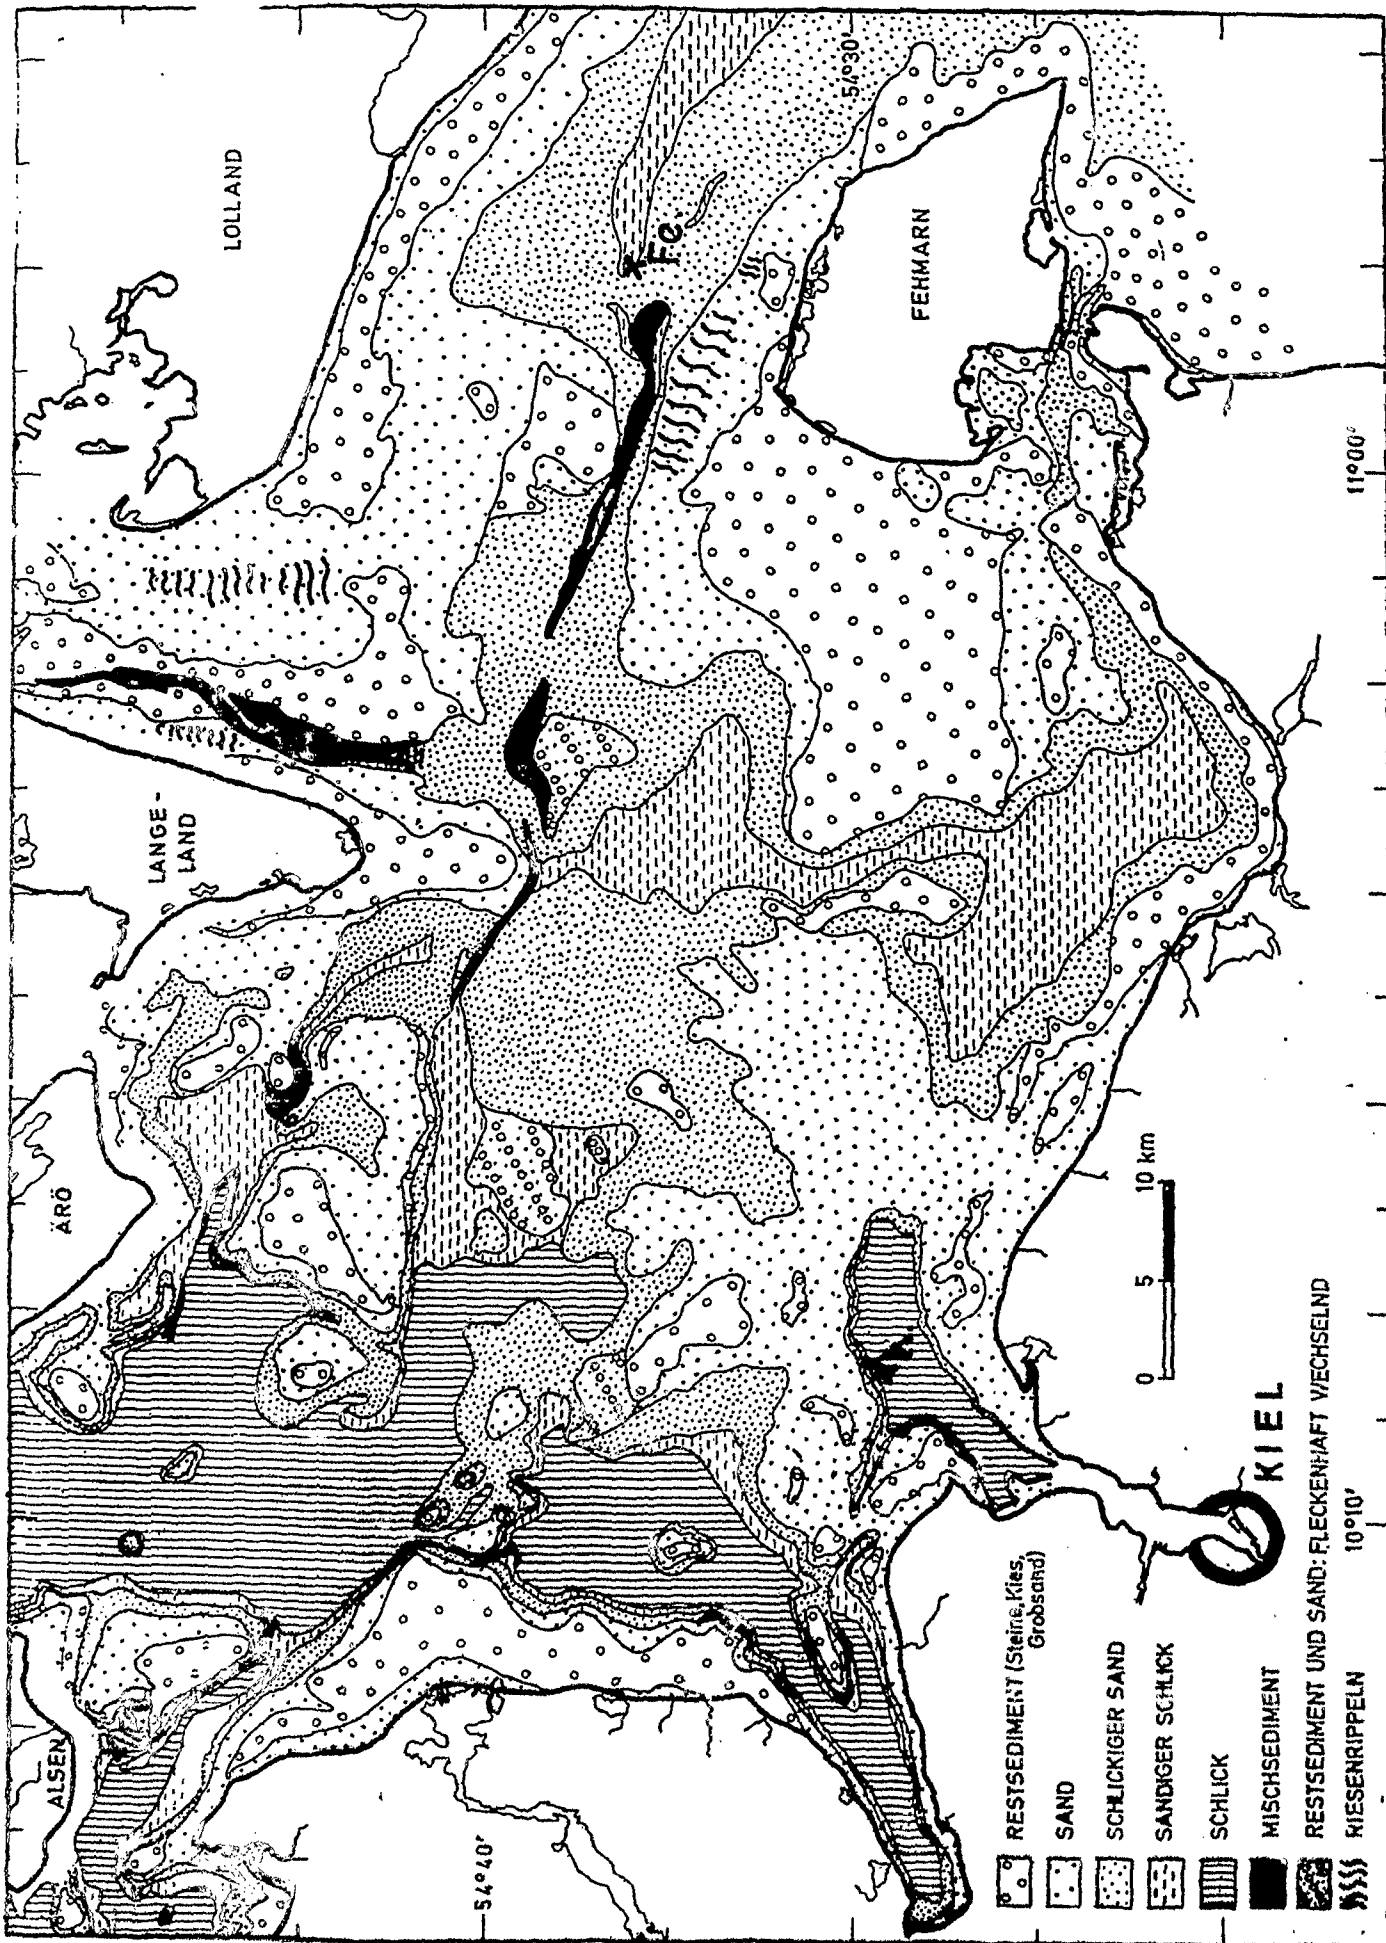 ALSEN
ÄRÖ
LANGE-
LAND
LOLLAND
FEHMARN
Fe
KIEL
54°40'
54°30'
10°10'
11°00'
0 5 10 km
RESTSEDIMENT (Steine, Kies,
Grobsand)
SAND
SCHLICKIGER SAND
SANDIGER SCHLICK
SCHLICK
MISCHSEDIMENT
RESTSEDIMENT UND SAND: FLECKENHAFT WECHSELND
RIESENRIPPELN